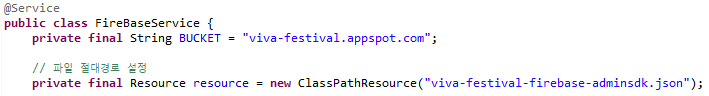 @Service
public class FireBaseService {
private final String BUCKET = "viva-festival.appspot.com";
// 파일 절대경로 설정
private final Resource resource = new ClassPathResource("viva-festival-firebase-adminsdk.json");